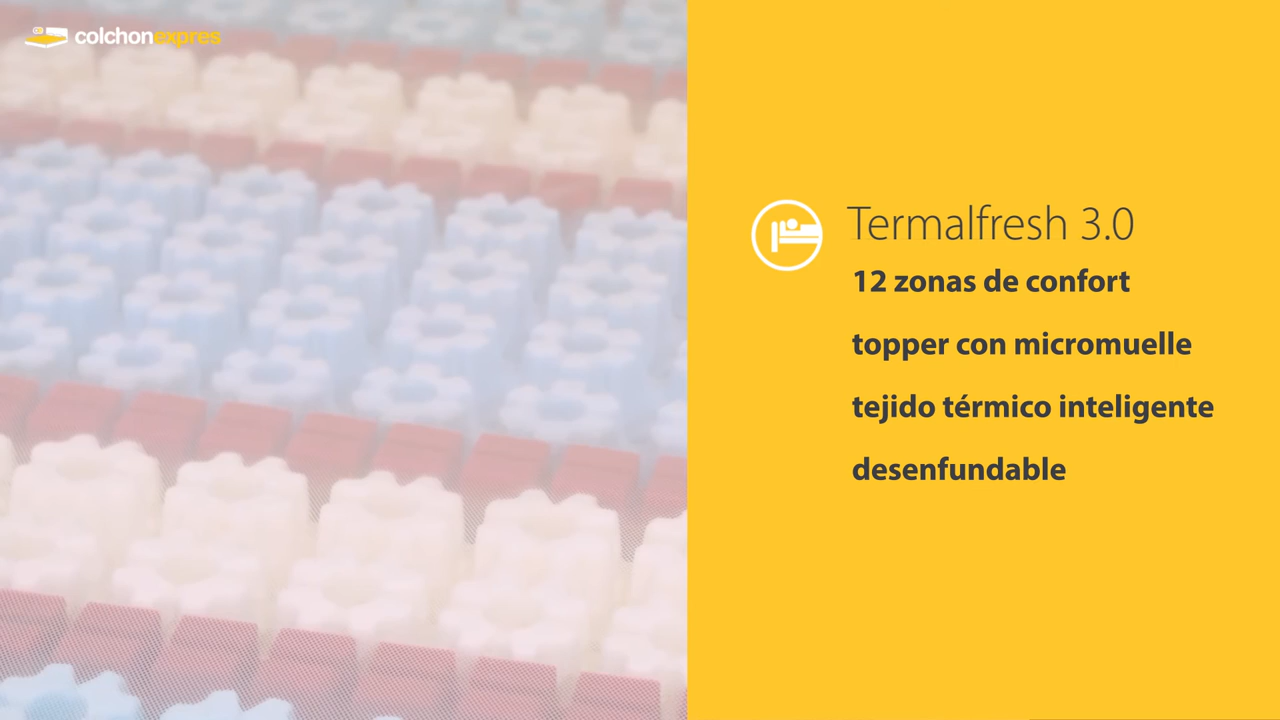 colchonexpres
Termalfresh 3.0
12 zonas de confort
topper con micromuelle
tejido térmico inteligente
desenfundable